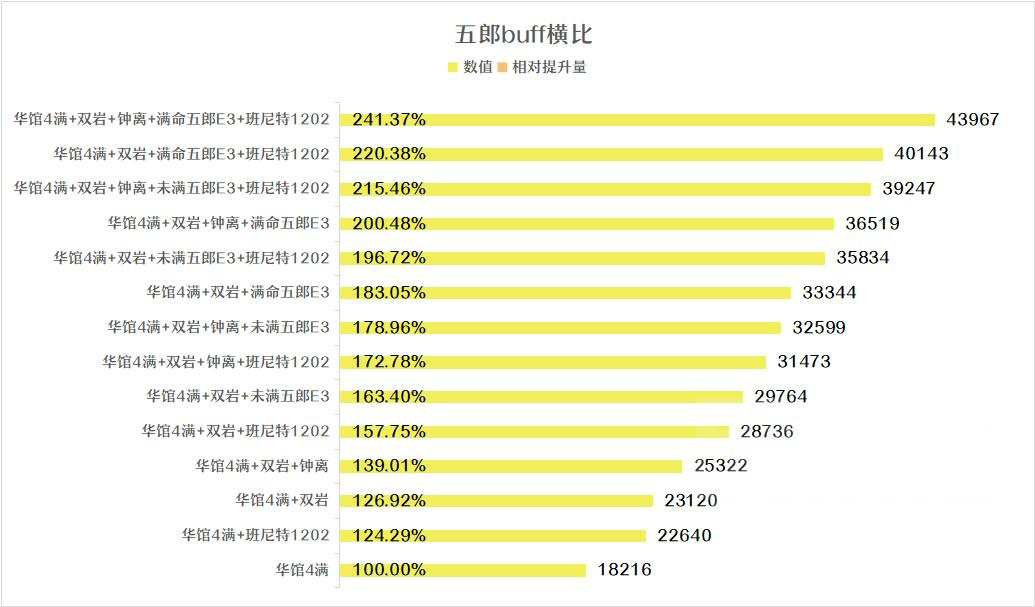 五郎buff横比
数值 相对提升量
华馆4满+双岩+钟离+满命五郎E3+班尼特1202 241.37% 43967
华馆4满+双岩+满命五郎E3+班尼特1202 220.38% 40143
华馆4满+双岩+钟离+未满五郎E3+班尼特1202 215.46% 39247
华馆4满+双岩+钟离+满命五郎E3 200.48% 36519
华馆4满+双岩+未满五郎E3+班尼特1202 196.72% 35834
华馆4满+双岩+满命五郎E3 183.05% 33344
华馆4满+双岩+钟离+未满五郎E3 178.96% 32599
华馆4满+双岩+钟离+班尼特1202 172.78% 31473
华馆4满+双岩+未满五郎E3 163.40% 29764
华馆4满+双岩+班尼特1202 157.75% 28736
华馆4满+双岩+钟离 139.01% 25322
华馆4满+双岩 126.92% 23120
华馆4满+班尼特1202 124.29% 22640
华馆4满 100.00% 18216